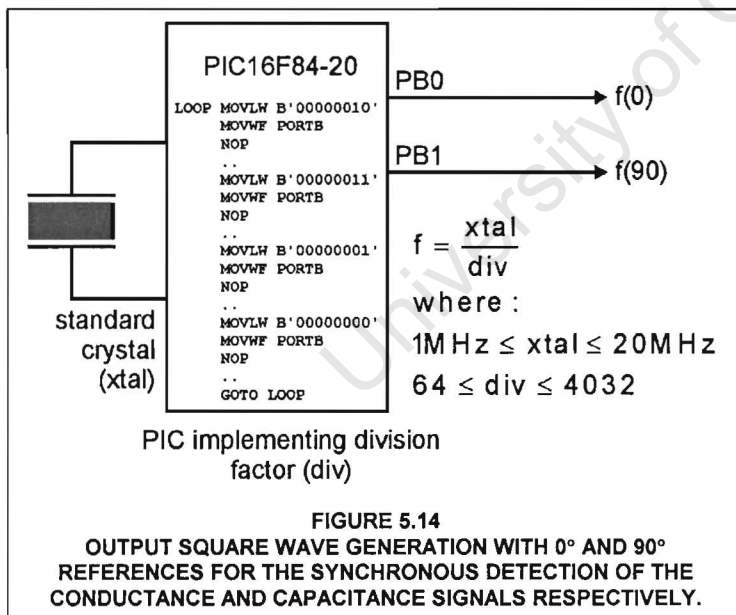 University of C
PIC16F84-20
LOOP MOVLW B'00000010'
MOVWF PORTB
NOP
..
MOVLW B'00000011'
MOVWF PORTB
NOP
..
MOVLW B'00000001'
MOVWF PORTB
NOP
..
MOVLW B'00000000'
MOVWF PORTB
NOP
..
GOTO LOOP
PB0
f(0)
PB1
f(90)
f = xtal
div
where :
1MHz ≤ xtal ≤ 20MHz
64 ≤ div ≤ 4032
standard
crystal
(xtal)
PIC implementing division
factor (div)
FIGURE 5.14
OUTPUT SQUARE WAVE GENERATION WITH 0° AND 90°
REFERENCES FOR THE SYNCHRONOUS DETECTION OF THE
CONDUCTANCE AND CAPACITANCE SIGNALS RESPECTIVELY.